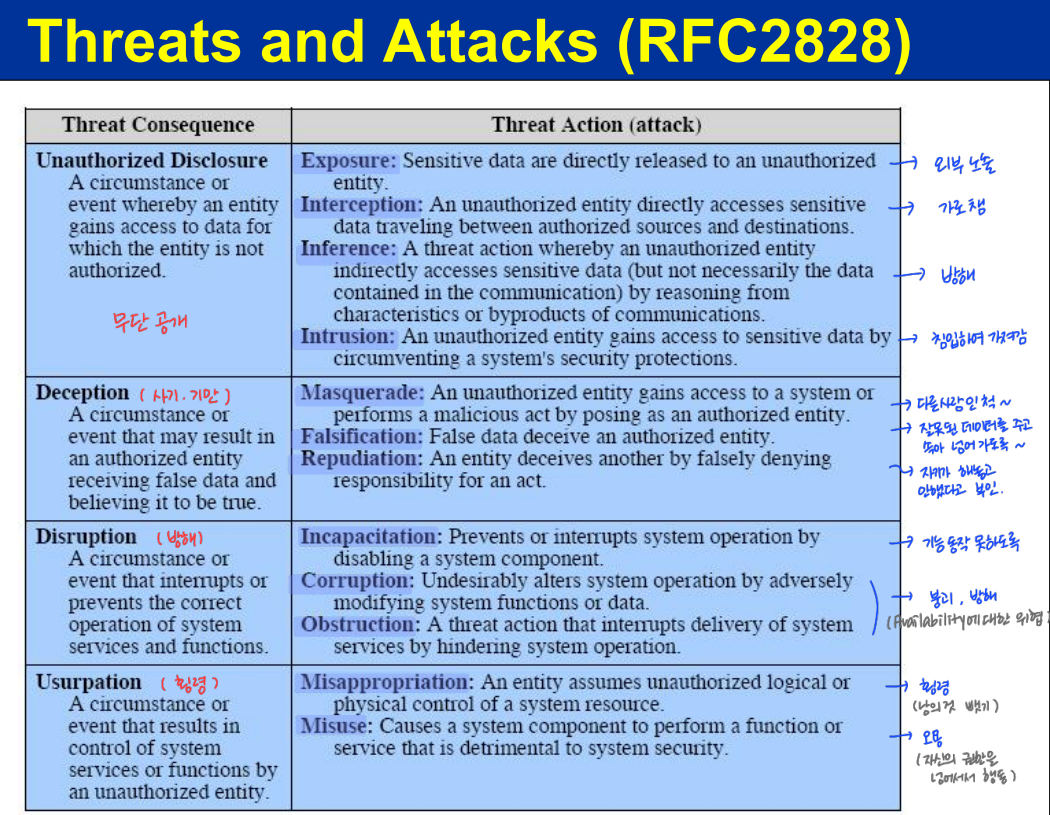 Threats and Attacks (RFC2828)
Threat Consequence
Threat Action (attack)
Unauthorized Disclosure
A circumstance or
event whereby an entity
gains access to data for
which the entity is not
authorized.
무단 공개
Exposure: Sensitive data are directly released to an unauthorized
entity.
→ 외부 노출
Interception: An unauthorized entity directly accesses sensitive
data traveling between authorized sources and destinations.
→ 가로챔
Inference: A threat action whereby an unauthorized entity
indirectly accesses sensitive data (but not necessarily the data
contained in the communication) by reasoning from
characteristics or byproducts of communications.
→ 방해
Intrusion: An unauthorized entity gains access to sensitive data by
circumventing a system's security protections.
→ 침입하여 가져감
Deception (사기.기만)
A circumstance or
event that may result in
an authorized entity
receiving false data and
believing it to be true.
Masquerade: An unauthorized entity gains access to a system or
performs a malicious act by posing as an authorized entity.
→ 다른사람인 척~
Falsification: False data deceive an authorized entity.
→ 잘못된 데이터를 주고
속아 넘어가도록~
Repudiation: An entity deceives another by falsely denying
responsibility for an act.
→ 자기가 해놓고
안했다고 부인.
Disruption (방해)
A circumstance or
event that interrupts or
prevents the correct
operation of system
services and functions.
Incapacitation: Prevents or interrupts system operation by
disabling a system component.
→ 기능동작 못하도록
Corruption: Undesirably alters system operation by adversely
modifying system functions or data.
Obstruction: A threat action that interrupts delivery of system
services by hindering system operation.
→ 붕괴, 방해
(Availability에 대한 위협)
Usurpation (횡령)
A circumstance or
event that results in
control of system
services or functions by
an unauthorized entity.
Misappropriation: An entity assumes unauthorized logical or
physical control of a system resource.
→ 횡령
(남의것 뺏기)
Misuse: Causes a system component to perform a function or
service that is detrimental to system security.
→ 오용
(자신의 권한을
넘어서서 행동)